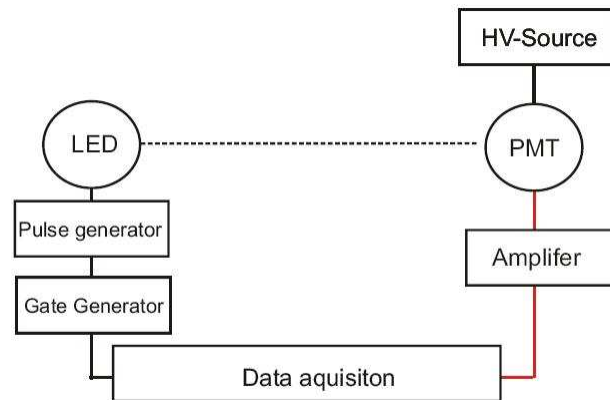 HV-Source
LED
PMT
Pulse generator
Amplifer
Gate Generator
Data aquisiton